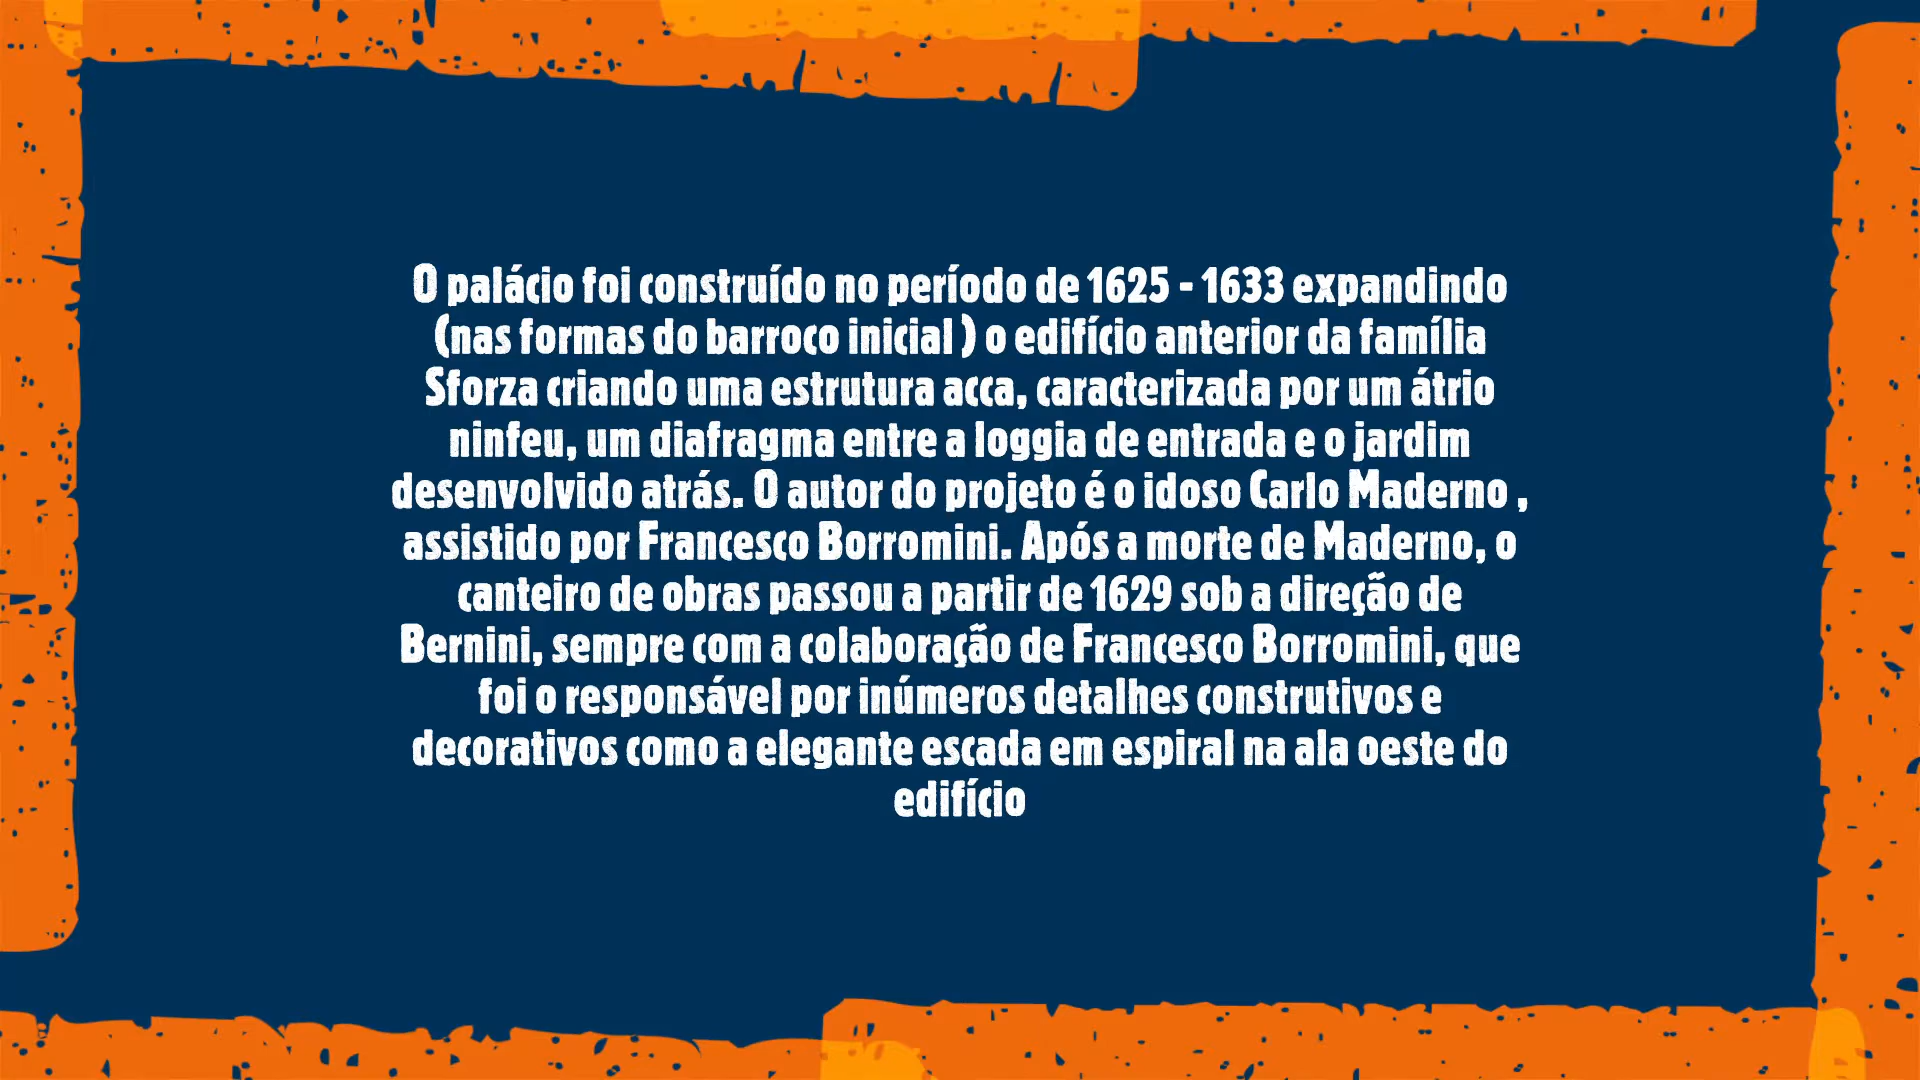 O palácio foi construído no período de 1625 - 1633 expandindo
(nas formas do barroco inicial ) o edifício anterior da família
Sforza criando uma estrutura acca, caracterizada por um átrio
ninfeu, um diafragma entre a loggia de entrada e o jardim
desenvolvido atrás. O autor do projeto é o idoso Carlo Maderno ,
assistido por Francesco Borromini. Após a morte de Maderno, o
canteiro de obras passou a partir de 1629 sob a direção de
Bernini, sempre com a colaboração de Francesco Borromini, que
foi o responsável por inúmeros detalhes construtivos e
decorativos como a elegante escada em espiral na ala oeste do
edifício